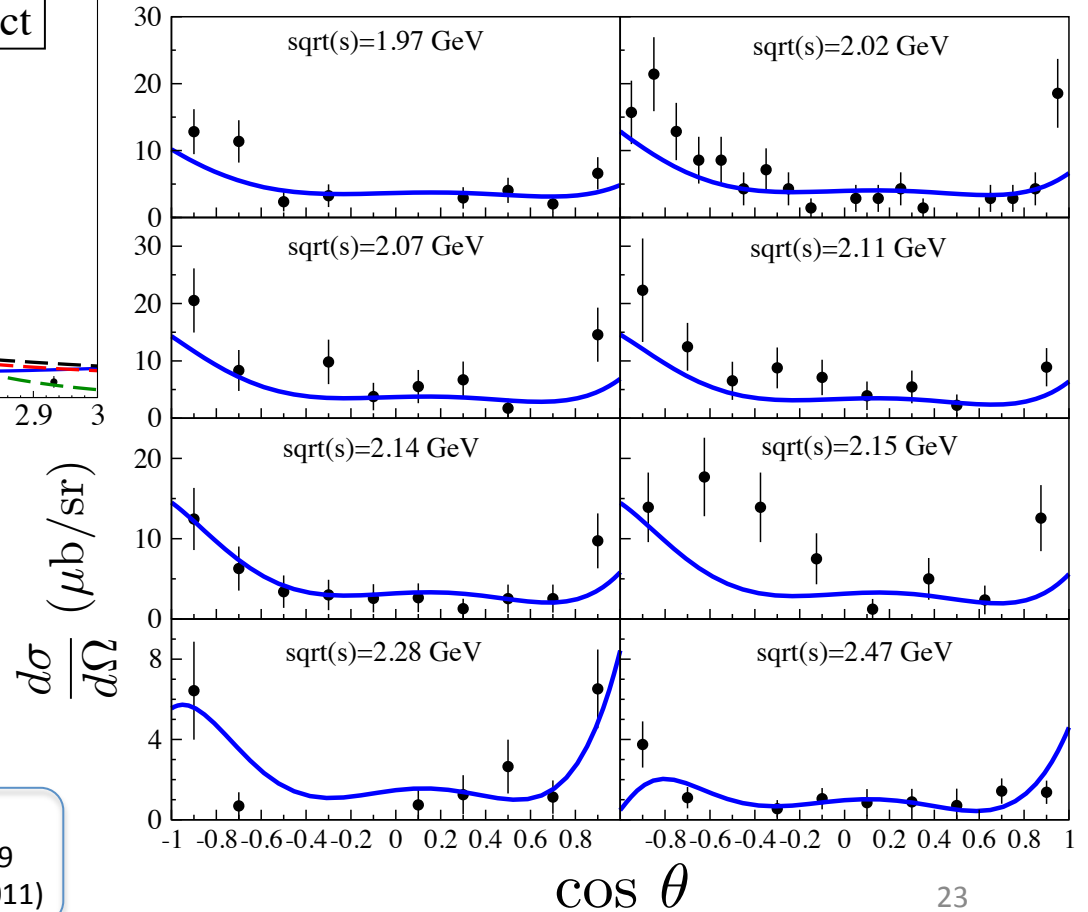 ct
2.9 3
30
20
10
0
sqrt(s)=1.97 GeV
sqrt(s)=2.02 GeV
30
20
10
0
sqrt(s)=2.07 GeV
sqrt(s)=2.11 GeV
20
10
0
sqrt(s)=2.14 GeV
sqrt(s)=2.15 GeV
8
4
0
sqrt(s)=2.28 GeV
sqrt(s)=2.47 GeV
-1 -0.8 -0.6 -0.4 -0.2 0 0.2 0.4 0.6 0.8
-0.8 -0.6 -0.4 -0.2 0 0.2 0.4 0.6 0.8 1
dσ/dΩ (μb/sr)
cos θ
9
011)
23